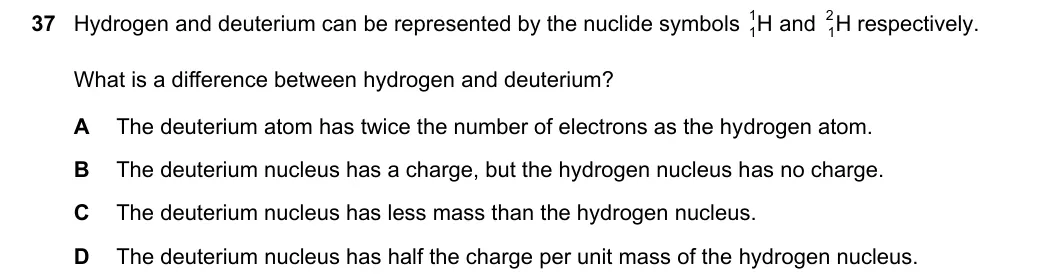 37 Hydrogen and deuterium can be represented by the nuclide symbols ¹₁H and ²₁H respectively.
What is a difference between hydrogen and deuterium?
A The deuterium atom has twice the number of electrons as the hydrogen atom.
B The deuterium nucleus has a charge, but the hydrogen nucleus has no charge.
C The deuterium nucleus has less mass than the hydrogen nucleus.
D The deuterium nucleus has half the charge per unit mass of the hydrogen nucleus.